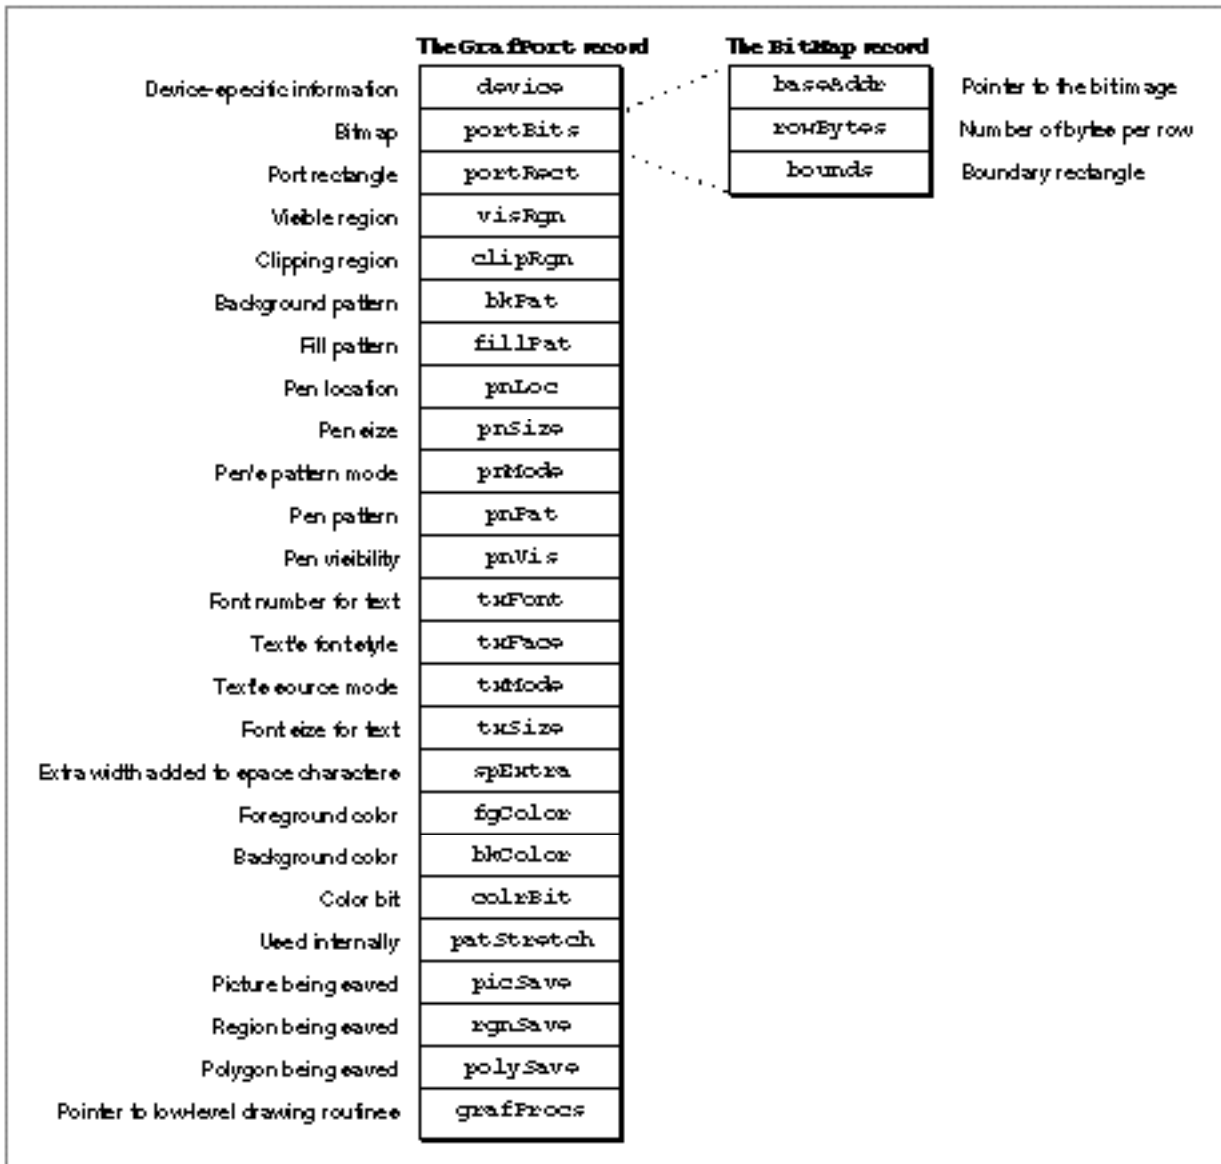 The GrafPort record The BitMap record
Device-specific information device baseAddr Pointer to the bit image
Bitmap portBits rowBytes Number of bytes per row
Port rectangle portRect bounds Boundary rectangle
Visible region visRgn
Clipping region clipRgn
Background pattern bkPat
Fill pattern fillPat
Pen location pnLoc
Pen size pnSize
Pen's pattern mode pnMode
Pen pattern pnPat
Pen visibility pnVis
Font number for text txFont
Text's font style txFace
Text's source mode txMode
Font size for text txSize
Extra width added to space characters spExtra
Foreground color fgColor
Background color bkColor
Color bit colrBit
Used internally patStretch
Picture being saved picSave
Region being saved rgnSave
Polygon being saved polySave
Pointer to low-level drawing routines grafProcs